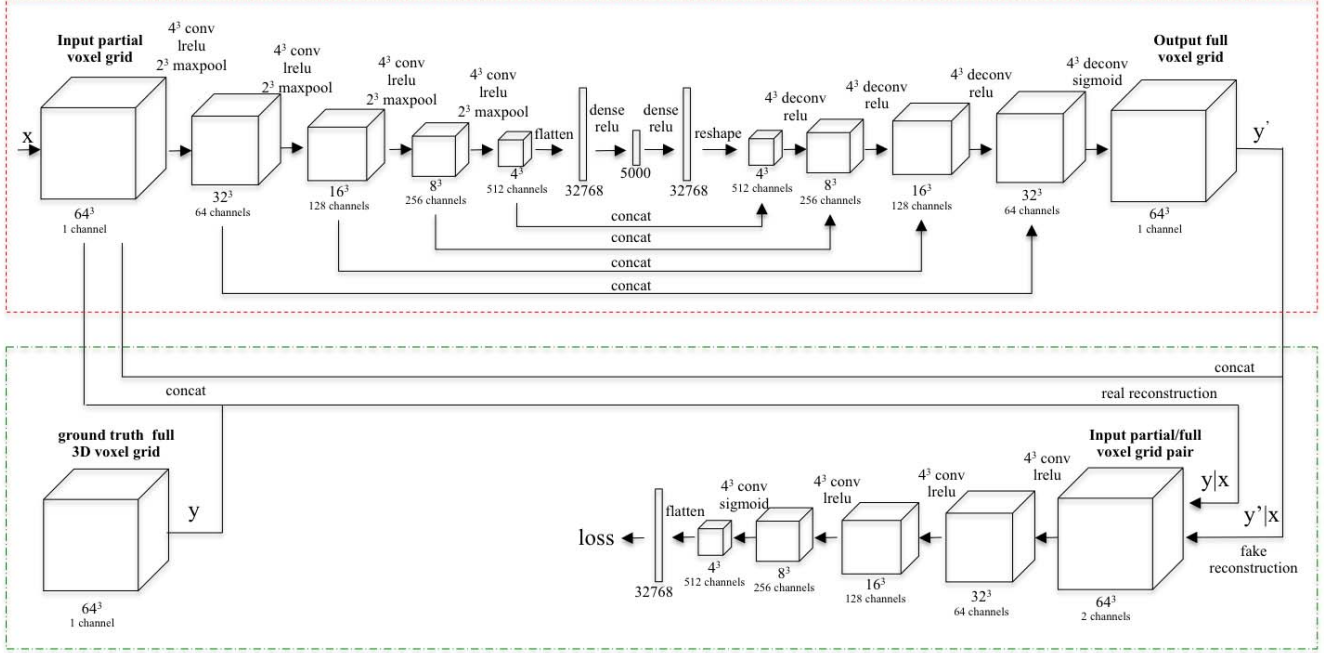 Input partial
voxel grid
4³ conv
lrelu
2³ maxpool
4³ conv
lrelu
2³ maxpool
4³ conv
lrelu
2³ maxpool
4³ conv
lrelu
2³ maxpool
flatten
dense
relu
dense
relu
reshape
4³ deconv
relu
4³ deconv
relu
4³ deconv
relu
4³ deconv
sigmoid
Output full
voxel grid
x
y’
64³
1 channel
32³
64 channels
16³
128 channels
8³
256 channels
4³
512 channels
32768
5000
32768
4³
512 channels
8³
256 channels
16³
128 channels
32³
64 channels
64³
1 channel
concat
concat
concat
concat
concat
concat
real reconstruction
ground truth full
3D voxel grid
y
64³
1 channel
Input partial/full
voxel grid pair
y|x
y’|x
fake
reconstruction
4³ conv
lrelu
4³ conv
lrelu
4³ conv
lrelu
4³ conv
sigmoid
flatten
loss
32768
4³
512 channels
8³
256 channels
16³
128 channels
32³
64 channels
64³
2 channels